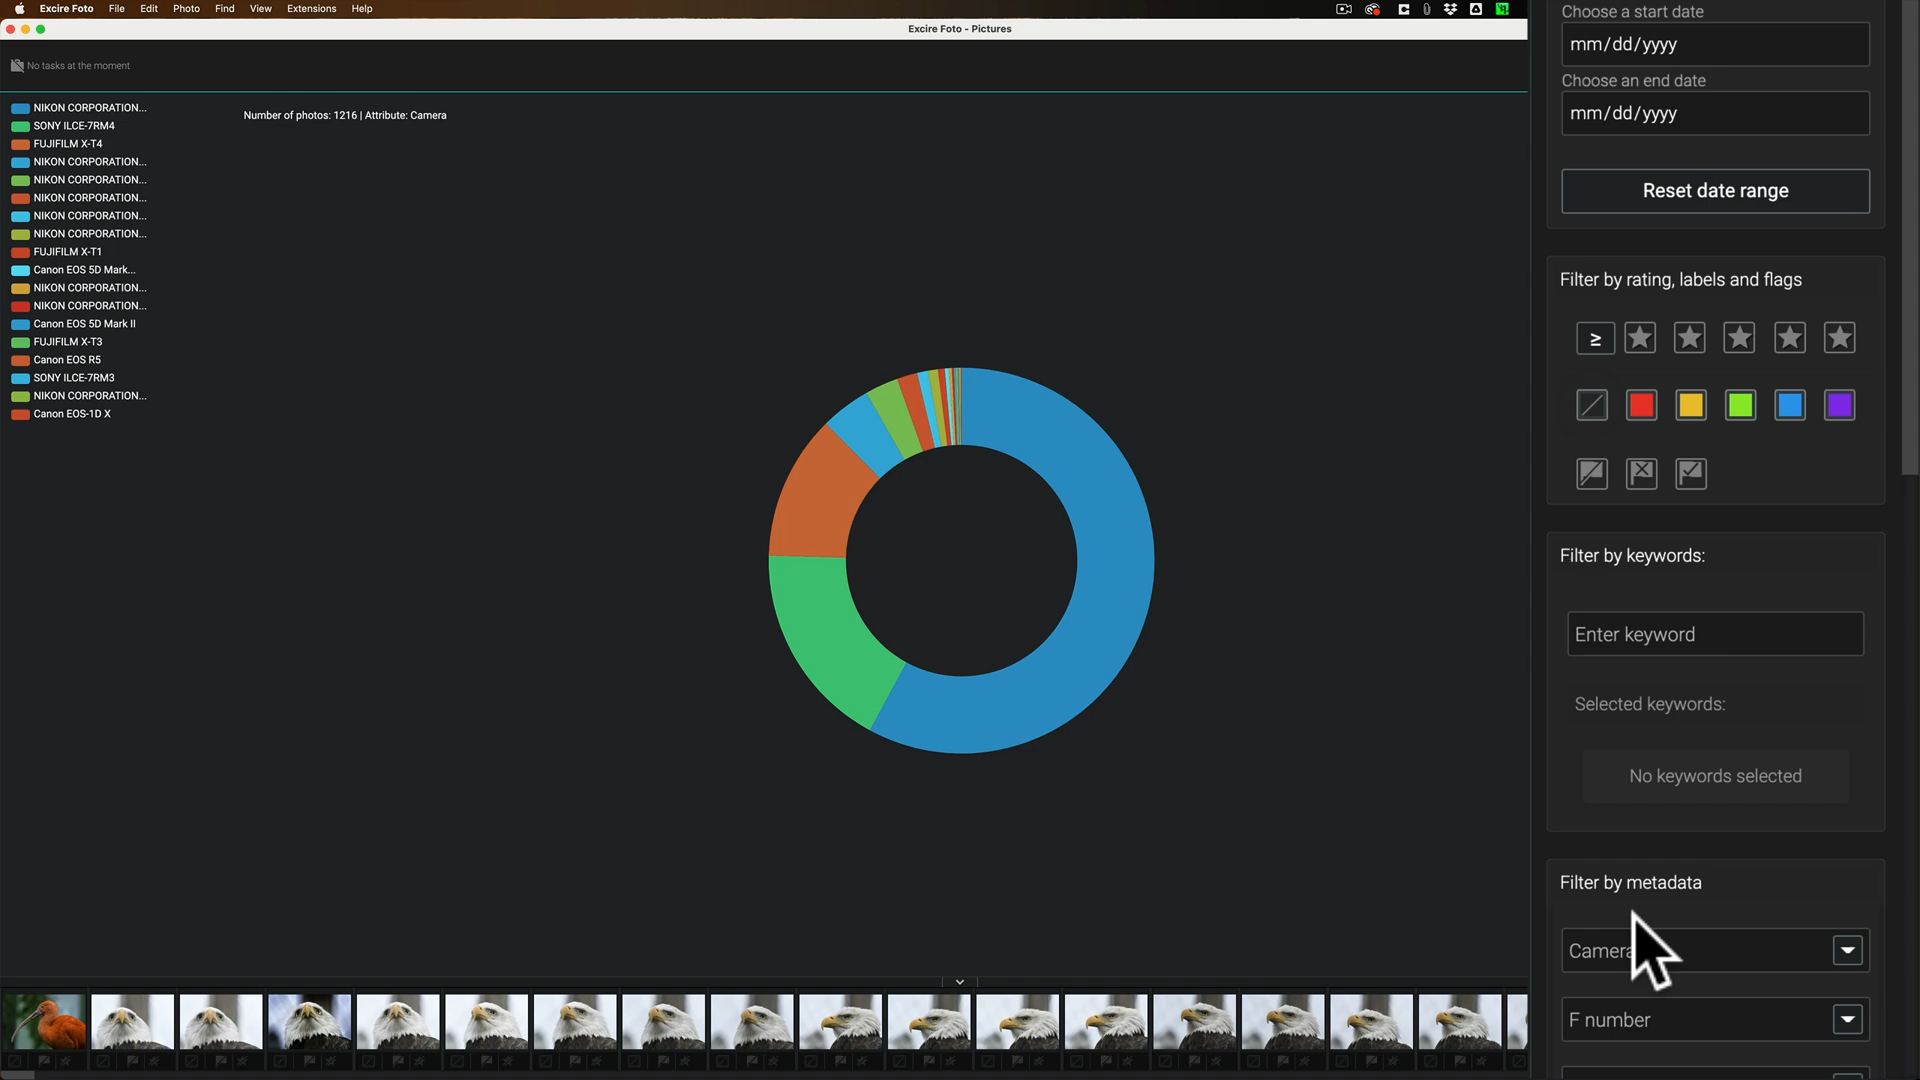 Excire Foto File Edit Photo Find View Extensions Help
Excire Foto - Pictures
No tasks at the moment
NIKON CORPORATION...
SONY ILCE-7RM4
FUJIFILM X-T4
NIKON CORPORATION...
NIKON CORPORATION...
NIKON CORPORATION...
NIKON CORPORATION...
NIKON CORPORATION...
FUJIFILM X-T1
Canon EOS 5D Mark...
NIKON CORPORATION...
NIKON CORPORATION...
Canon EOS 5D Mark II
FUJIFILM X-T3
Canon EOS R5
SONY ILCE-7RM3
NIKON CORPORATION...
Canon EOS-1D X
Number of photos: 1216 | Attribute: Camera
Choose a start date
mm/dd/yyyy
Choose an end date
mm/dd/yyyy
Reset date range
Filter by rating, labels and flags
≥
Filter by keywords:
Enter keyword
Selected keywords:
No keywords selected
Filter by metadata
Camera
F number